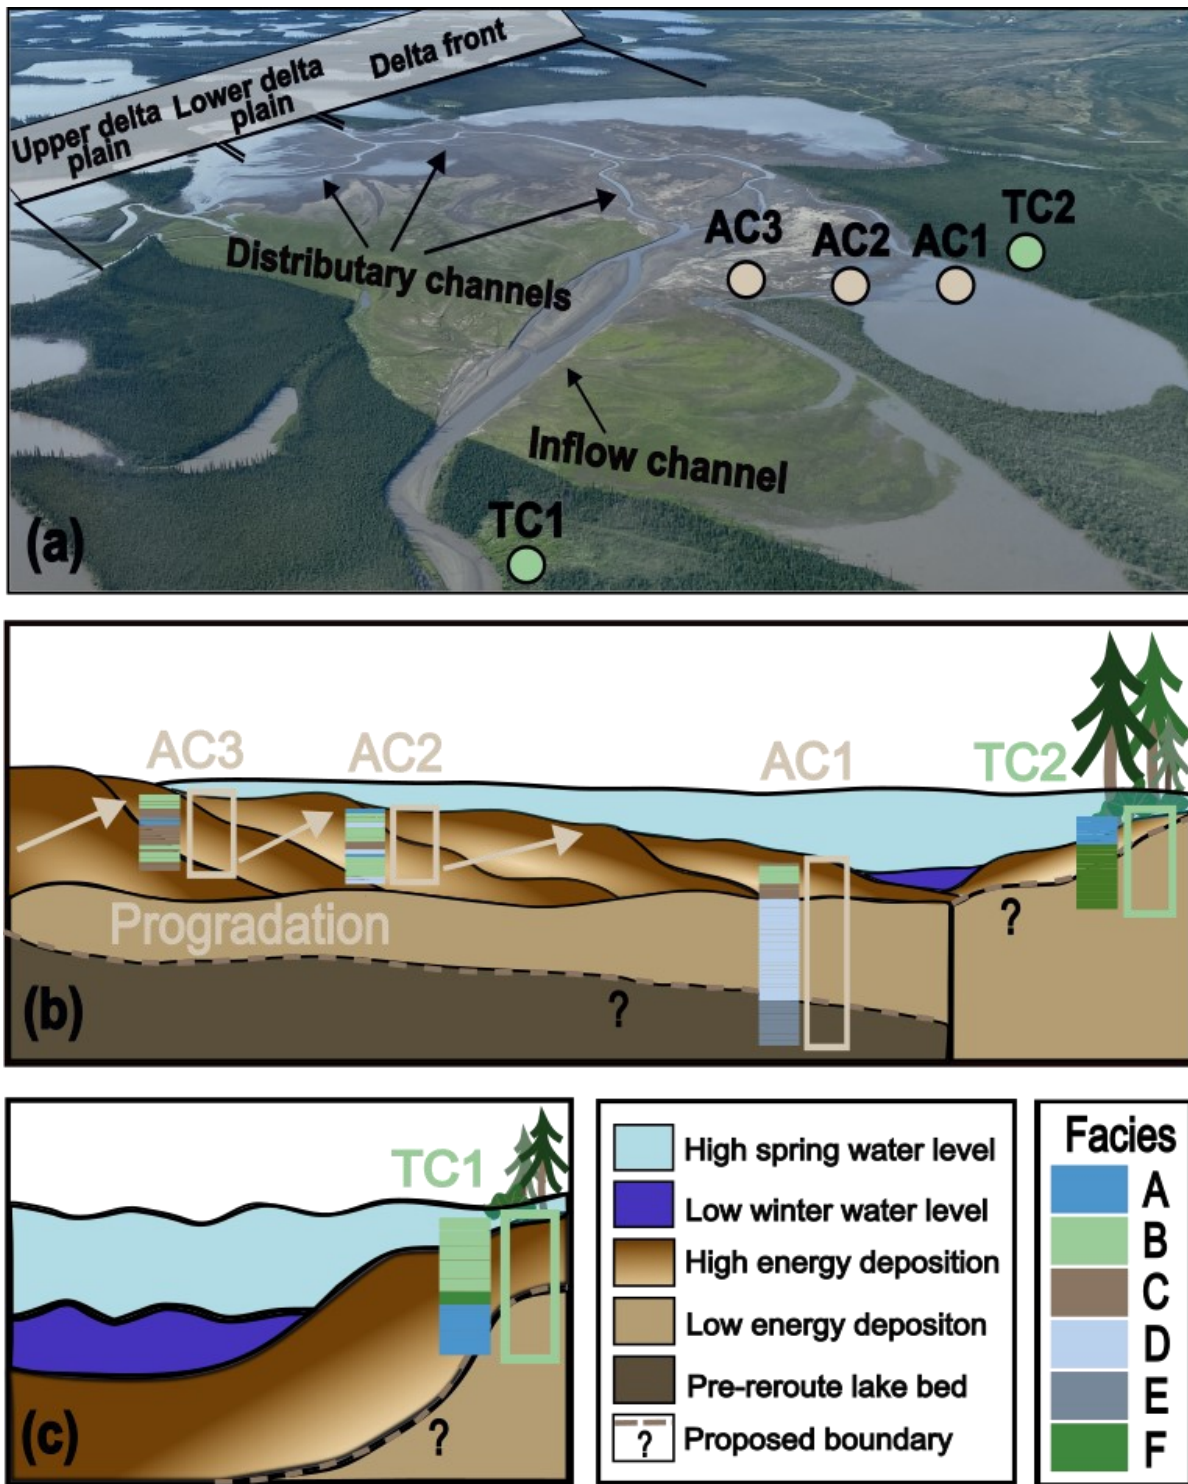 Upper delta
plain
Lower delta
plain
Delta front
Distributary channels
AC3
AC2
AC1
TC2
Inflow channel
TC1
(a)
AC3
AC2
AC1
TC2
Progradation
?
?
(b)
TC1
?
(c)
High spring water level
Low winter water level
High energy deposition
Low energy depositon
Pre-reroute lake bed
? Proposed boundary
Facies
A
B
C
D
E
F